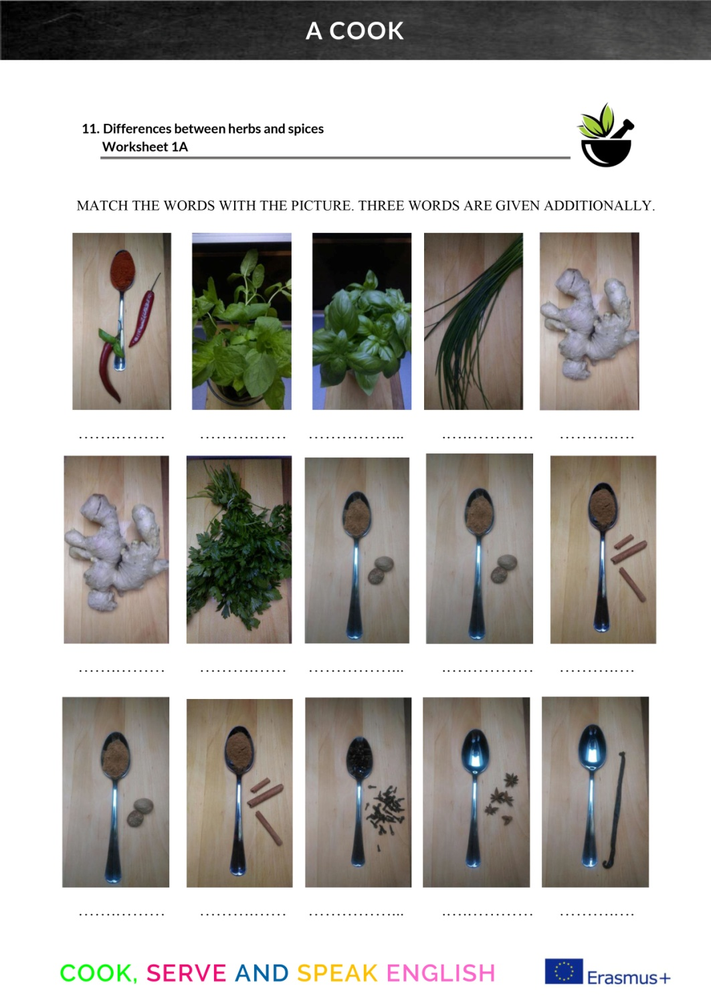 A COOK
11. Differences between herbs and spices
Worksheet 1A
MATCH THE WORDS WITH THE PICTURE. THREE WORDS ARE GIVEN ADDITIONALLY.
COOK, SERVE AND SPEAK ENGLISH
Erasmus+